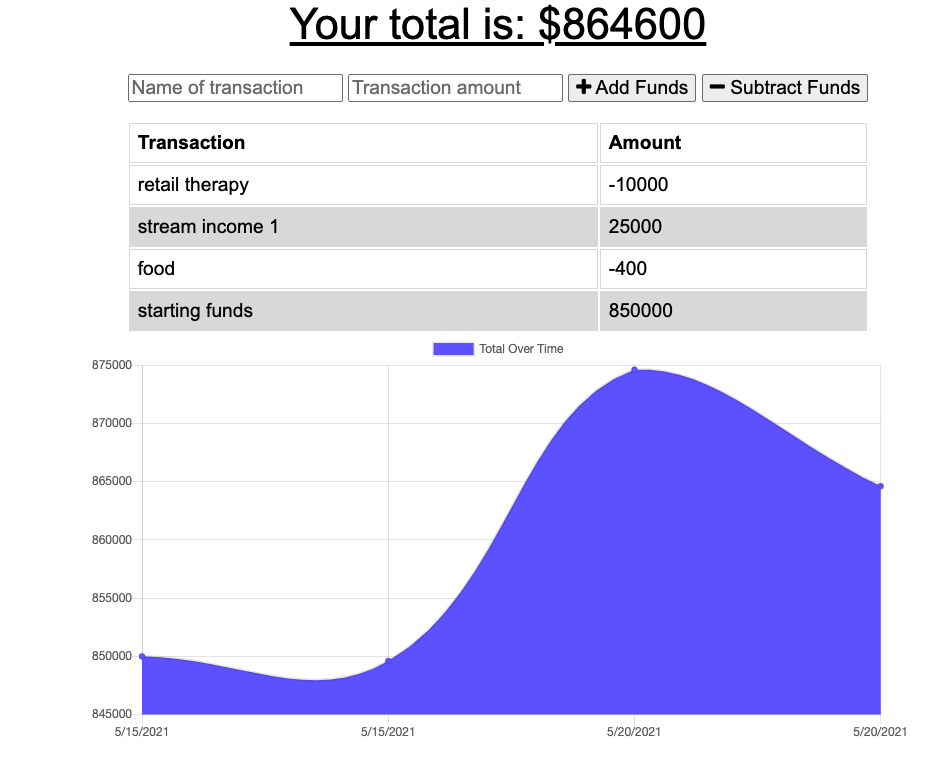 Your total is: $864600
Name of transaction Transaction amount + Add Funds − Subtract Funds
Transaction Amount
retail therapy -10000
stream income 1 25000
food -400
starting funds 850000
Total Over Time
875000
870000
865000
860000
855000
850000
845000
5/15/2021 5/15/2021 5/20/2021 5/20/2021